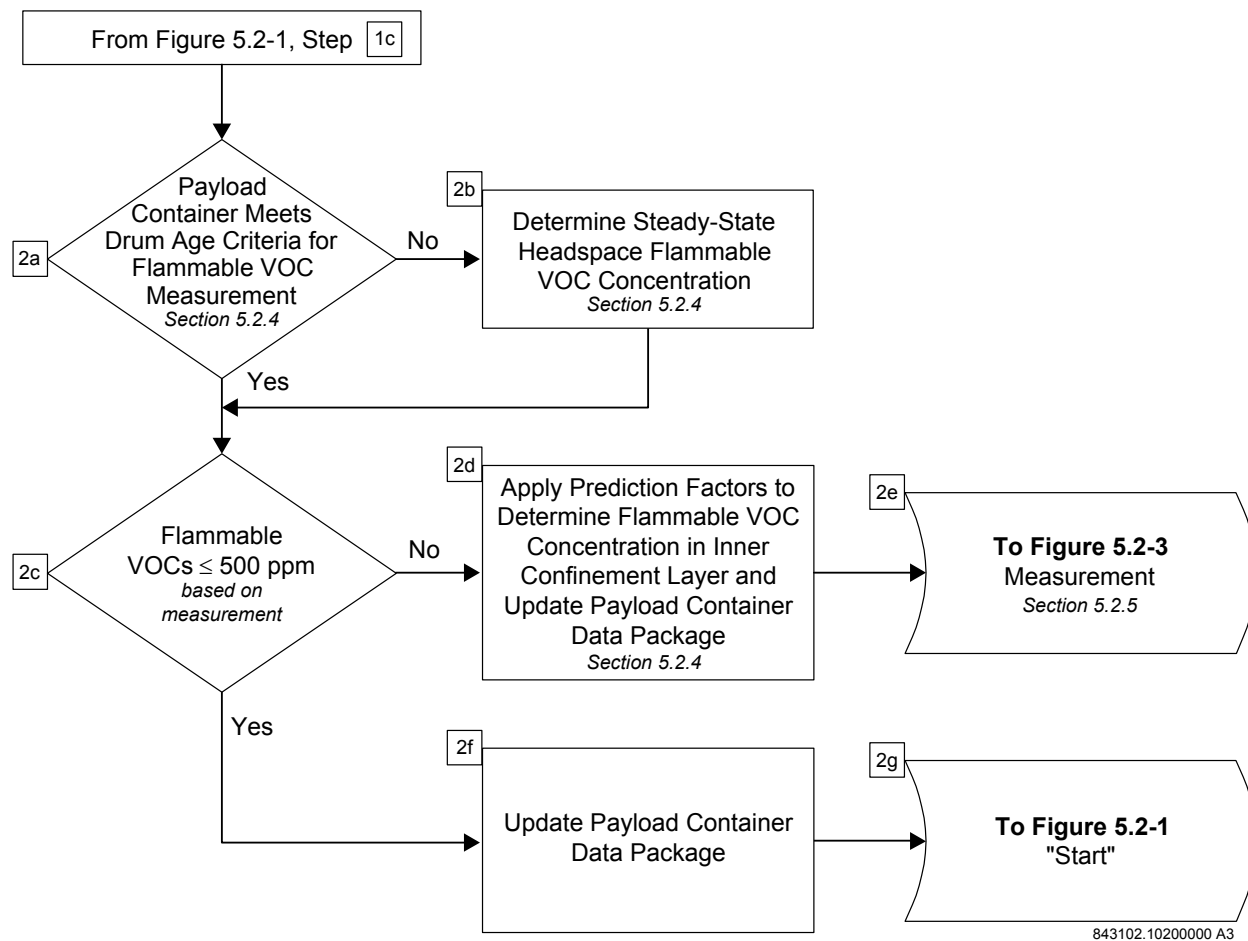 From Figure 5.2-1, Step 1c
2a
Payload
Container Meets
Drum Age Criteria for
Flammable VOC
Measurement
Section 5.2.4
No
Yes
2b
Determine Steady-State
Headspace Flammable
VOC Concentration
Section 5.2.4
2c
Flammable
VOCs ≤ 500 ppm
based on
measurement
No
Yes
2d
Apply Prediction Factors to
Determine Flammable VOC
Concentration in Inner
Confinement Layer and
Update Payload Container
Data Package
Section 5.2.4
2e
To Figure 5.2-3
Measurement
Section 5.2.5
2f
Update Payload Container
Data Package
2g
To Figure 5.2-1
"Start"
843102.10200000 A3